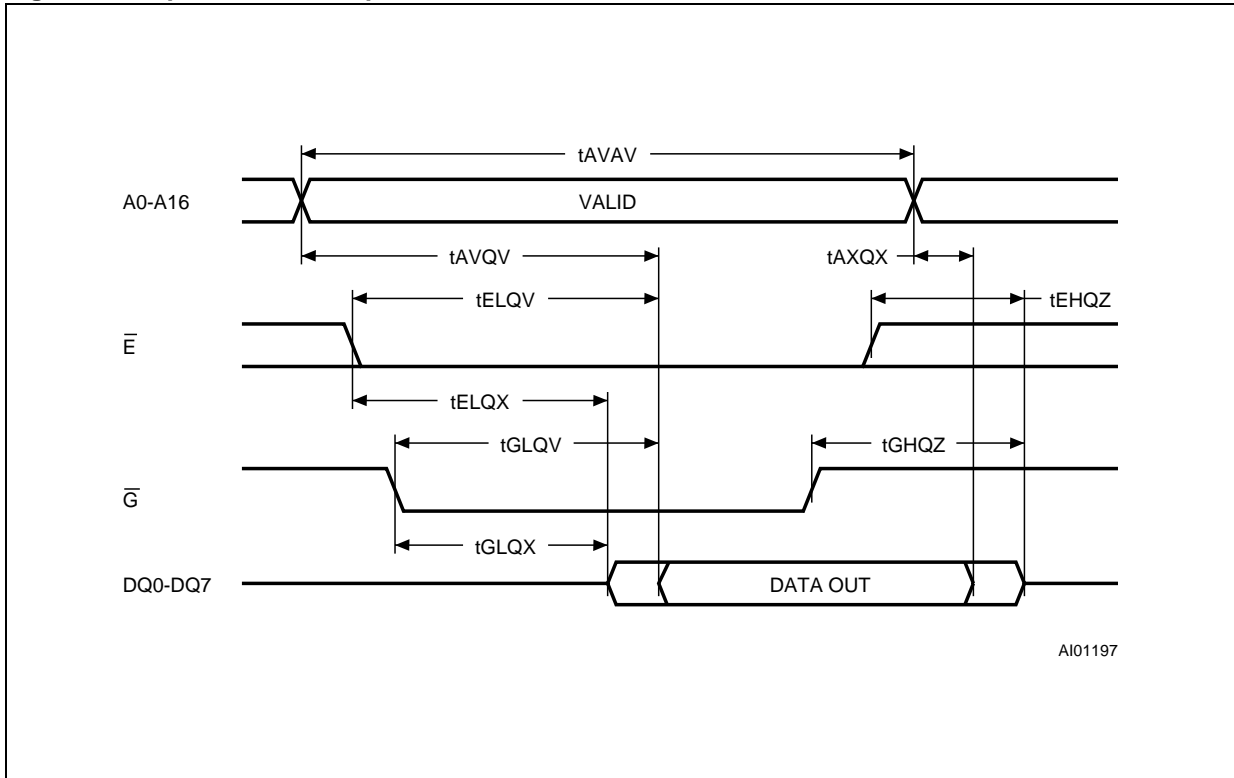 tAVAV
A0-A16
VALID
tAVQV
tAXQX
tELQV
tEHQZ
E̅
tELQX
tGLQV
tGHQZ
G̅
tGLQX
DQ0-DQ7
DATA OUT
AI01197